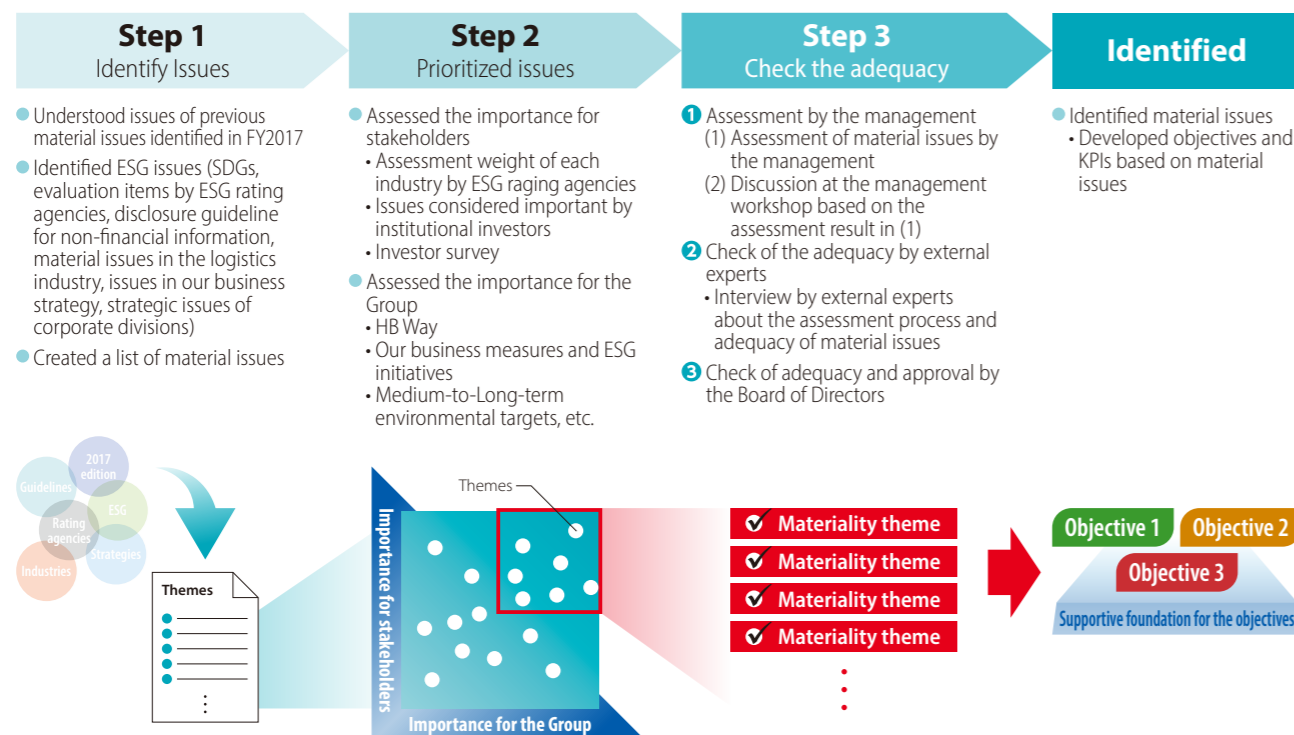 Step 1
Identify Issues
Understood issues of previous
material issues identified in FY2017
Identified ESG issues (SDGs,
evaluation items by ESG rating
agencies, disclosure guideline
for non-financial information,
material issues in the logistics
industry, issues in our business
strategy, strategic issues of
corporate divisions)
Created a list of material issues
Step 2
Prioritized issues
Assessed the importance for
stakeholders
• Assessment weight of each
industry by ESG raging agencies
• Issues considered important by
institutional investors
• Investor survey
Assessed the importance for the
Group
• HB Way
• Our business measures and ESG
initiatives
• Medium-to-Long-term
environmental targets, etc.
Step 3
Check the adequacy
❶ Assessment by the management
(1) Assessment of material issues by
the management
(2) Discussion at the management
workshop based on the
assessment result in (1)
❷ Check of the adequacy by external
experts
• Interview by external experts
about the assessment process and
adequacy of material issues
❸ Check of adequacy and approval by
the Board of Directors
Identified
Identified material issues
• Developed objectives and
KPIs based on material
issues
2017
edition
Guidelines
ESG
Rating
agencies
Strategies
Industries
Themes
Themes
Importance for stakeholders
Importance for the Group
Materiality theme
Materiality theme
Materiality theme
Materiality theme
Objective 1
Objective 2
Objective 3
Supportive foundation for the objectives